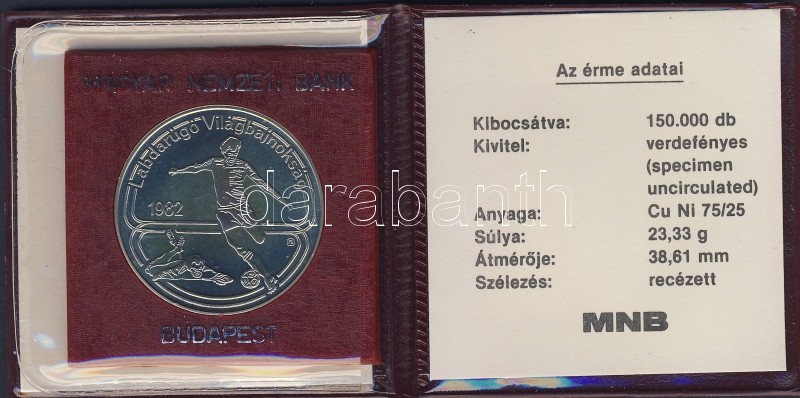 MAGYAR NEMZETI BANK
Labdarúgó Világbajnokság
1982
BUDAPEST
darabanth
Az érme adatai
Kibocsátva: 150.000 db
Kivitel: verdefényes
(specimen
uncirculated)
Anyaga: Cu Ni 75/25
Súlya: 23,33 g
Átmérője: 38,61 mm
Szélezés: recézett
MNB